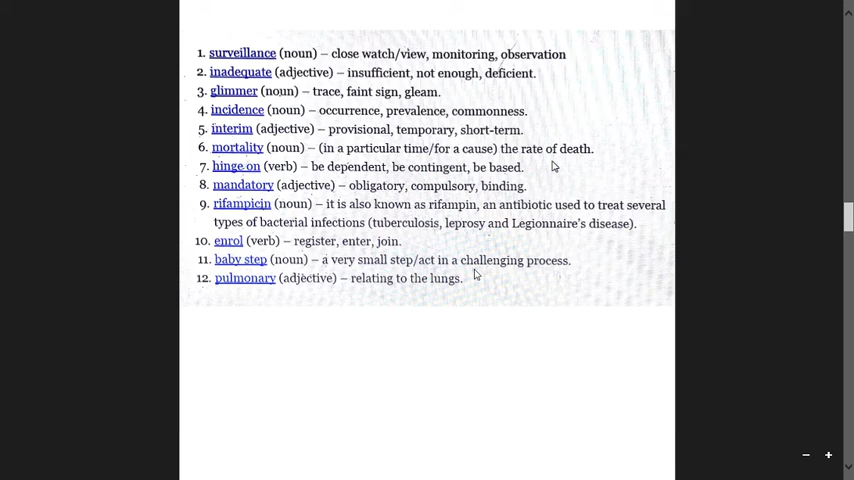 1. surveillance (noun) – close watch/view, monitoring, observation
2. inadequate (adjective) – insufficient, not enough, deficient.
3. glimmer (noun) – trace, faint sign, gleam.
4. incidence (noun) – occurrence, prevalence, commonness.
5. interim (adjective) – provisional, temporary, short-term.
6. mortality (noun) – (in a particular time/for a cause) the rate of death.
7. hinge on (verb) – be dependent, be contingent, be based.
8. mandatory (adjective) – obligatory, compulsory, binding.
9. rifampicin (noun) – it is also known as rifampin, an antibiotic used to treat several
types of bacterial infections (tuberculosis, leprosy and Legionnaire's disease).
10. enrol (verb) – register, enter, join.
11. baby step (noun) – a very small step/act in a challenging process.
12. pulmonary (adjective) – relating to the lungs.